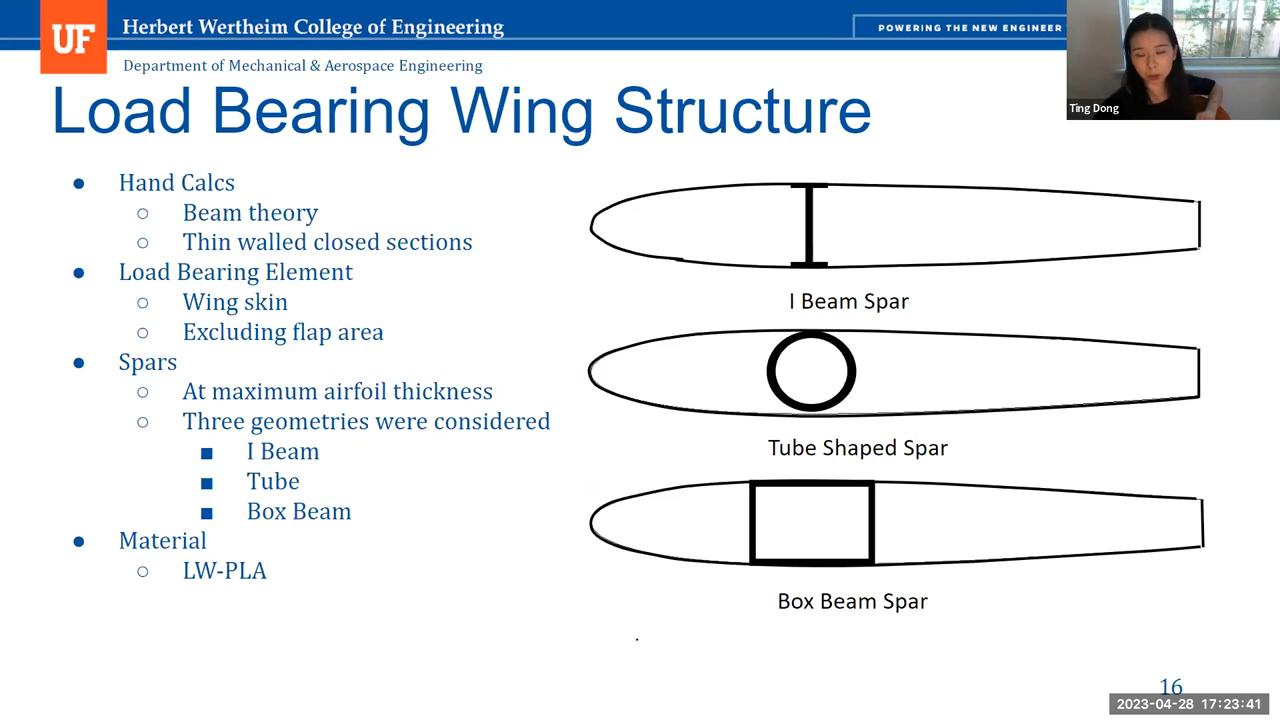 UF
Herbert Wertheim College of Engineering
POWERING THE NEW ENGINEER
Department of Mechanical & Aerospace Engineering
Ting Dong
Load Bearing Wing Structure
● Hand Calcs
○ Beam theory
○ Thin walled closed sections
● Load Bearing Element
○ Wing skin
○ Excluding flap area
● Spars
○ At maximum airfoil thickness
○ Three geometries were considered
■ I Beam
■ Tube
■ Box Beam
● Material
○ LW-PLA
I Beam Spar
Tube Shaped Spar
Box Beam Spar
.
16
2023-04-28 17:23:41